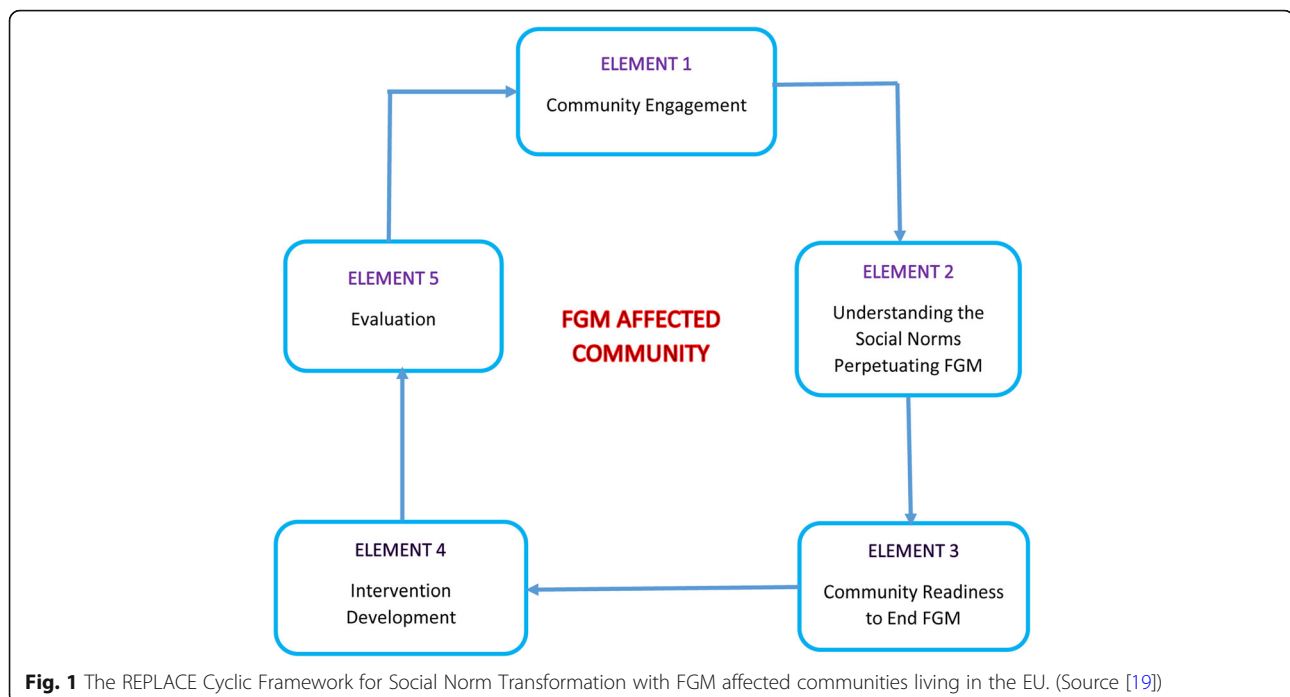 ELEMENT 1
Community Engagement
ELEMENT 2
Understanding the
Social Norms
Perpetuating FGM
ELEMENT 3
Community Readiness
to End FGM
ELEMENT 4
Intervention
Development
ELEMENT 5
Evaluation
FGM AFFECTED
COMMUNITY
Fig. 1 The REPLACE Cyclic Framework for Social Norm Transformation with FGM affected communities living in the EU. (Source [19])